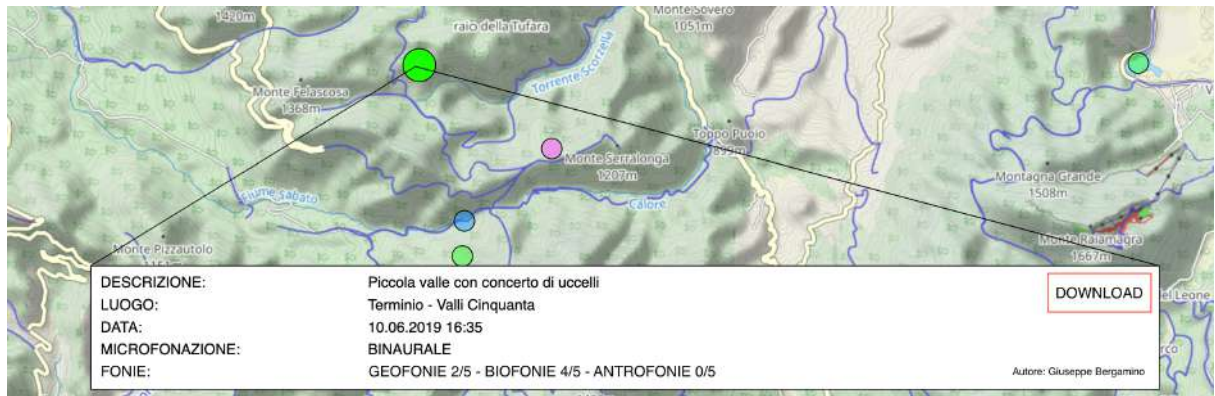 1420m
raio della Tufara
Monte Sovero
1051m
Torrente Scorzella
Monte Felascosa
1368m
Toppo Puoio
899m
Monte Serralonga
1207m
Montagna Grande
1508m
Fiume Sabato
Calore
Monte Pizzautolo
Monte Raiamagra
1667m
DESCRIZIONE: Piccola valle con concerto di uccelli
DOWNLOAD
del Leone
LUOGO: Terminio - Valli Cinquanta
DATA: 10.06.2019 16:35
MICROFONAZIONE: BINAURALE
FONIE: GEOFONIE 2/5 - BIOFONIE 4/5 - ANTROFONIE 0/5
Autore: Giuseppe Bergamino